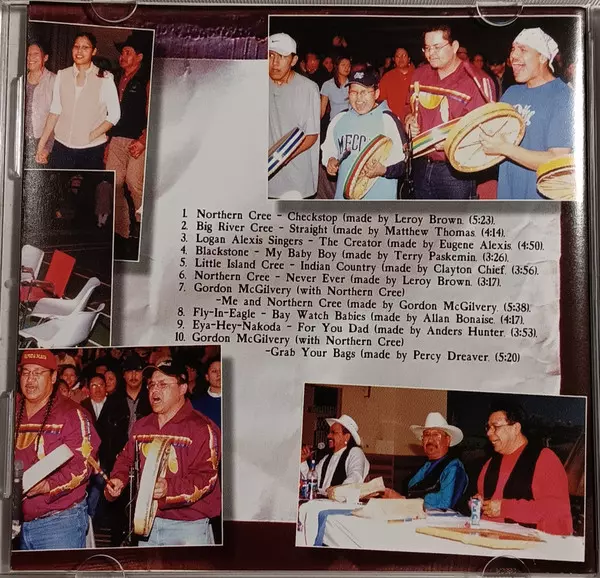 1. Northern Cree - Checkstop (made by Leroy Brown. (5:23).
2. Big River Cree - Straight (made by Matthew Thomas. (4:14).
3. Logan Alexis Singers - The Creator (made by Eugene Alexis. (4:50)
4. Blackstone - My Baby Boy (made by Terry Paskemin. (3:26).
5. Little Island Cree - Indian Country (made by Clayton Chief. (3:56).
6. Northern Cree - Never Ever (made by Leroy Brown. (3:17).
7. Gordon McGilvery (with Northern Cree)
-Me and Northern Cree (made by Gordon McGilvery. (5:38).
8. Fly-In-Eagle - Bay Watch Babies (made by Allan Bonaise. (4:17).
9. Eya-Hey-Nakoda - For You Dad (made by Anders Hunter. (3:53).
10. Gordon McGilvery (with Northern Cree)
-Grab Your Bags (made by Percy Dreaver. (5:20)